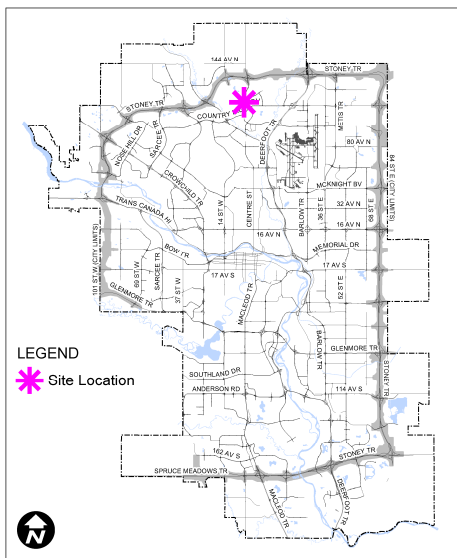 144 AV N
STONEY TR
STONEY TR
COUNTRY
NOSE HILL DR
SARCEE TR
DEERFOOT TR
METIS TR
80 AV N
CROWCHILD TR
MCKNIGHT BV
TRANS CANADA HI
14 ST W
CENTRE ST
BARLOW TR
36 ST E
32 AV N
68 ST E
84 ST E (CITY LIMITS)
16 AV N
16 AV N
101 ST W (CITY LIMITS)
BOW TR
MEMORIAL DR
69 ST W
SARCEE TR
37 ST W
17 AV S
17 AV S
GLENMORE TR
MACLEOD TR
52 ST E
BARLOW TR
GLENMORE TR
LEGEND
Site Location
SOUTHLAND DR
ANDERSON RD
114 AV S
STONEY TR
162 AV S
STONEY TR
SPRUCE MEADOWS TR
MACLEOD TR
DEERFOOT TR
N